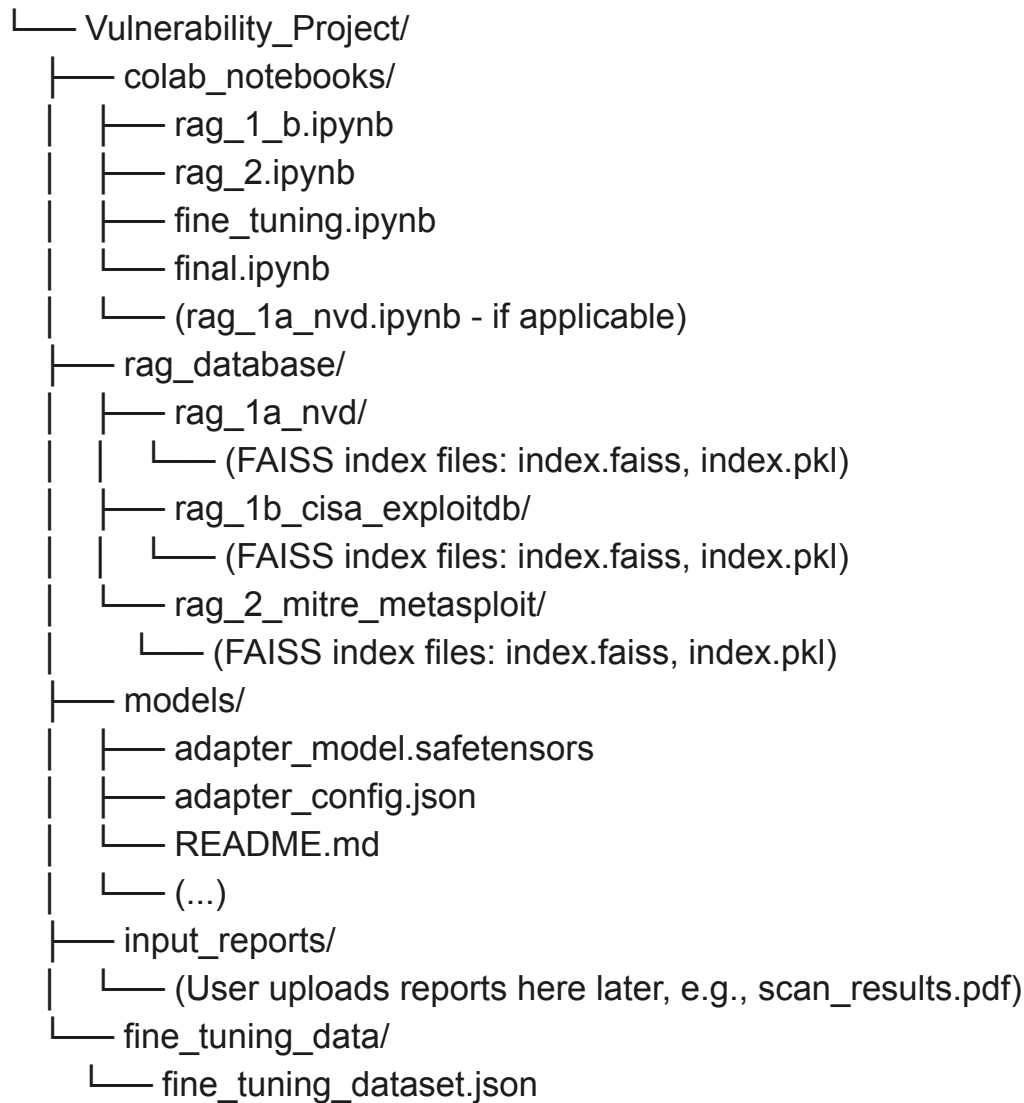 └── Vulnerability_Project/
├── colab_notebooks/
│ ├── rag_1_b.ipynb
│ ├── rag_2.ipynb
│ ├── fine_tuning.ipynb
│ └── final.ipynb
│ └── (rag_1a_nvd.ipynb - if applicable)
├── rag_database/
│ ├── rag_1a_nvd/
│ │ └── (FAISS index files: index.faiss, index.pkl)
│ ├── rag_1b_cisa_exploitdb/
│ │ └── (FAISS index files: index.faiss, index.pkl)
│ └── rag_2_mitre_metasploit/
│ └── (FAISS index files: index.faiss, index.pkl)
├── models/
│ ├── adapter_model.safetensors
│ ├── adapter_config.json
│ └── README.md
│ └── (...)
├── input_reports/
│ └── (User uploads reports here later, e.g., scan_results.pdf)
└── fine_tuning_data/
└── fine_tuning_dataset.json